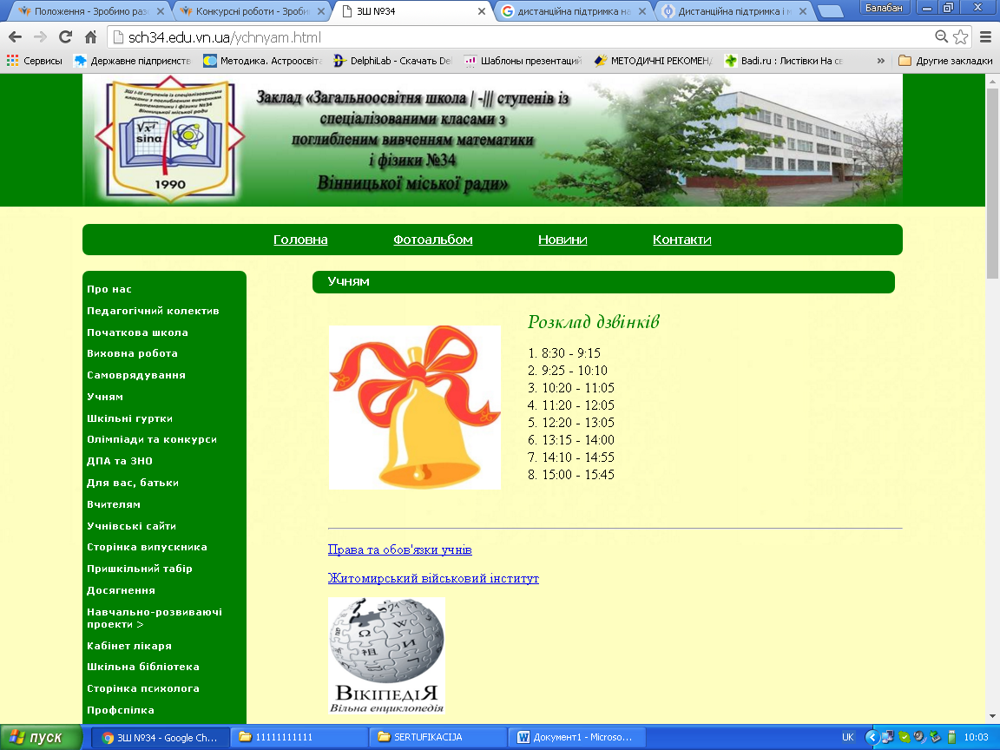 Положення - Зробимо раз
Конкурсні роботи - Зроби
ЗШ №34
дистанційна підтримка на
Дистанційна підтримка і м
Балабан
sch34.edu.vn.ua/ychnyam.html
Сервисы
Державне підприємств
Методика. Астроосвіта
DelphiLab - Скачать Del
Шаблоны презентаций
МЕТОДИЧНІ РЕКОМЕНД
Badi.ru : Листівки На св
»
Другие закладки
ЗШ І-ІІІ ступенів із спеціалізованими
класами з поглибленим вивченням
математики і фізики №34
Вінницької міської ради
√x
sinα
1990
Заклад «Загальноосвітня школа | -||| ступенів із
спеціалізованими класами з
поглибленим вивченням математики
і фізики №34
Вінницької міської ради»
Головна
Фотоальбом
Новини
Контакти
Про нас
Педагогічний колектив
Початкова школа
Виховна робота
Самоврядування
Учням
Шкільні гуртки
Олімпіади та конкурси
ДПА та ЗНО
Для вас, батьки
Вчителям
Учнівські сайти
Сторінка випускника
Пришкільний табір
Досягнення
Навчально-розвиваючі
проекти >
Кабінет лікаря
Шкільна бібліотека
Сторінка психолога
Профспілка
Учням
Розклад дзвінків
1. 8:30 - 9:15
2. 9:25 - 10:10
3. 10:20 - 11:05
4. 11:20 - 12:05
5. 12:20 - 13:05
6. 13:15 - 14:00
7. 14:10 - 14:55
8. 15:00 - 15:45
Права та обов'язки учнів
Житомирський військовий інститут
Ω W И
ВІКІПЕДІЯ
Вільна енциклопедія
пуск
ЗШ №34 - Google Ch...
11111111111
SERTUFIKACIJA
Документ1 - Microso...
UK
10:03